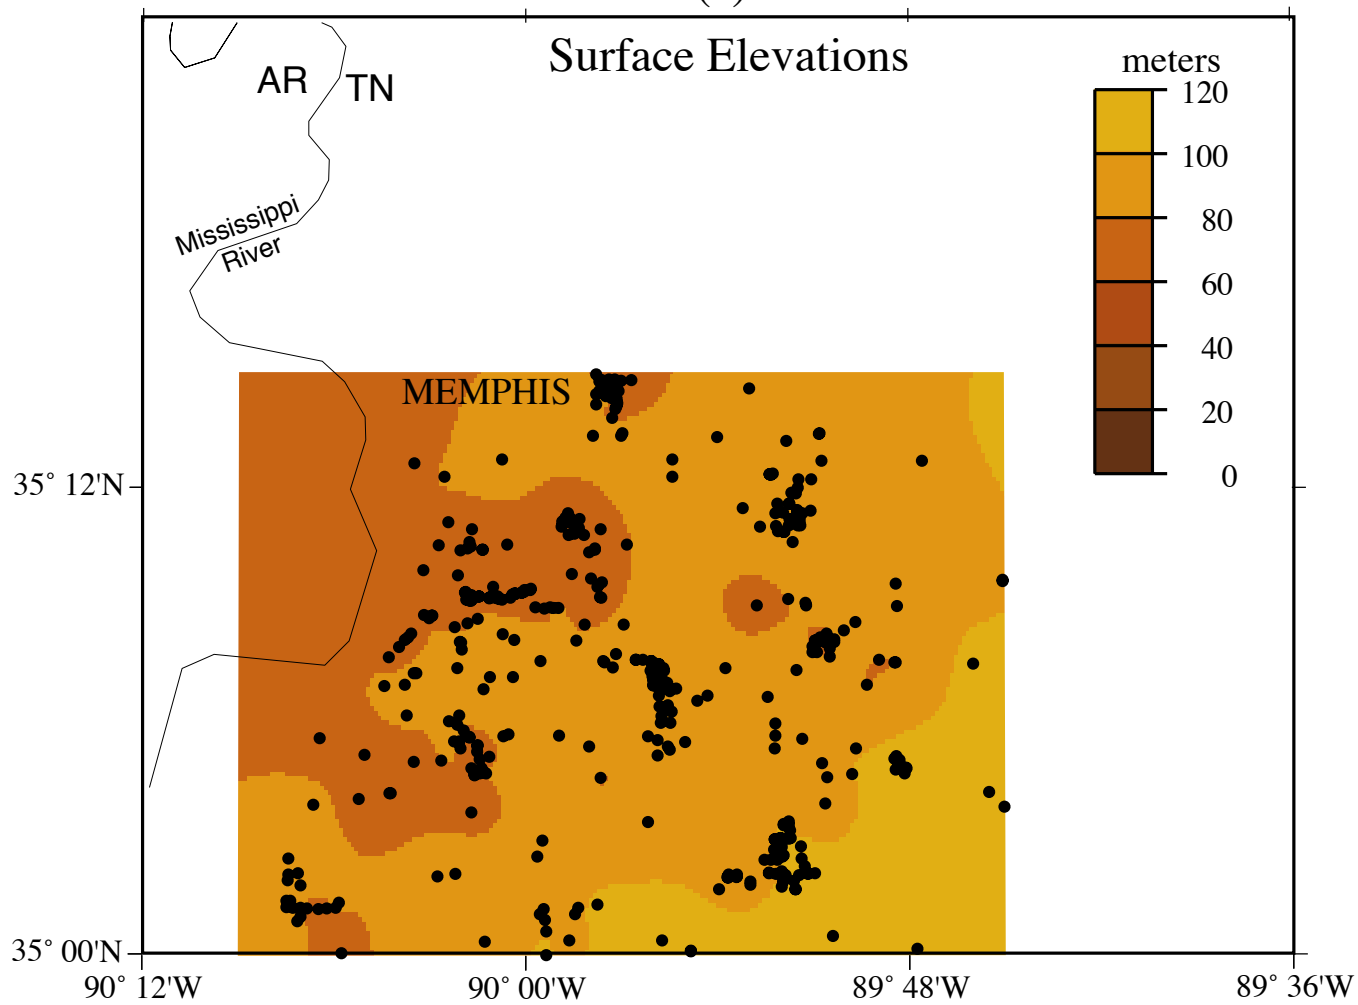 Surface Elevations
meters
AR
TN
120
100
80
60
40
20
0
Mississippi
River
MEMPHIS
35° 12'N
35° 00'N
90° 12'W
90° 00'W
89° 48'W
89° 36'W